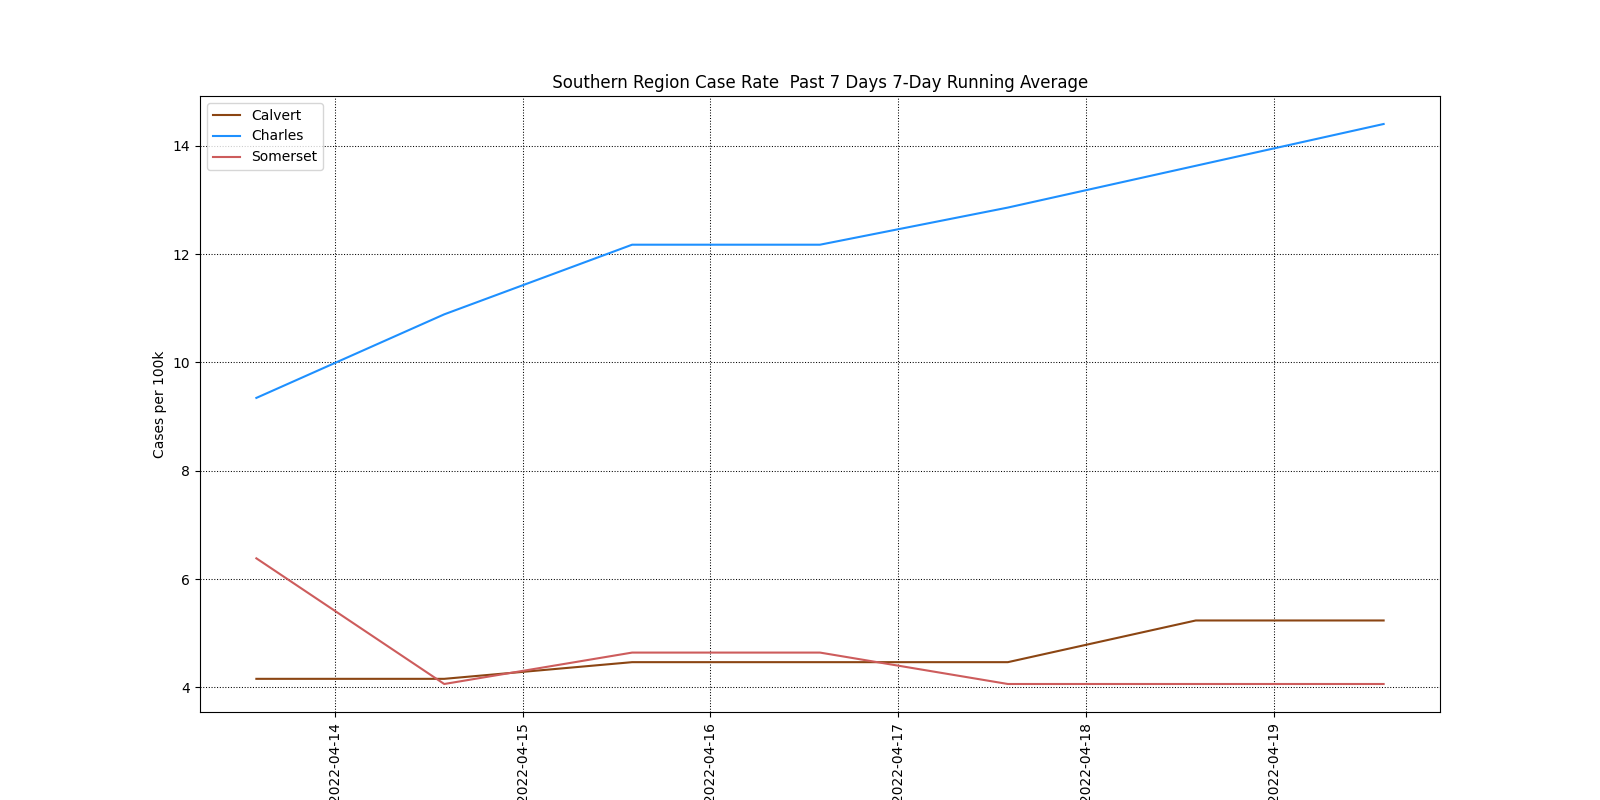 Southern Region Case Rate  Past 7 Days 7-Day Running Average
Calvert
Charles
Somerset
14
12
10
8
6
4
Cases per 100k
2022-04-14
2022-04-15
2022-04-16
2022-04-17
2022-04-18
2022-04-19